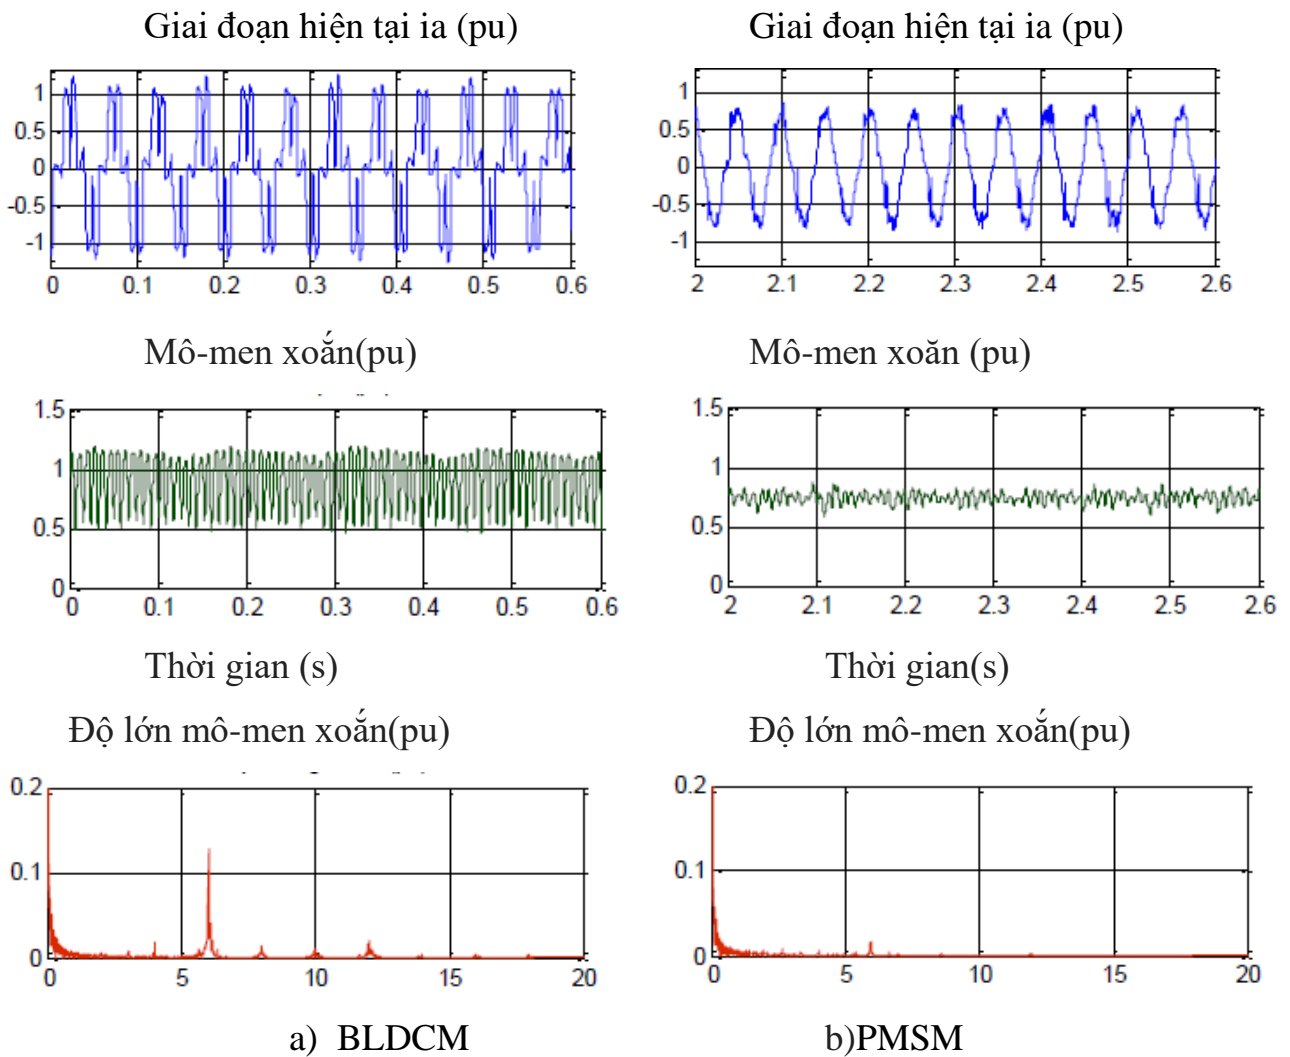 Giai đoạn hiện tại ia (pu)
Giai đoạn hiện tại ia (pu)
1
0.5
0
-0.5
-1
0 0.1 0.2 0.3 0.4 0.5 0.6
1
0.5
0
-0.5
-1
2 2.1 2.2 2.3 2.4 2.5 2.6
Mô-men xoắn(pu)
Mô-men xoăn (pu)
1.5
1
0.5
0
0 0.1 0.2 0.3 0.4 0.5 0.6
1.5
1
0.5
0
2 2.1 2.2 2.3 2.4 2.5 2.6
Thời gian (s)
Thời gian(s)
Độ lớn mô-men xoắn(pu)
Độ lớn mô-men xoắn(pu)
0.2
0.1
0
0 5 10 15 20
0.2
0.1
0
0 5 10 15 20
a) BLDCM
b)PMSM